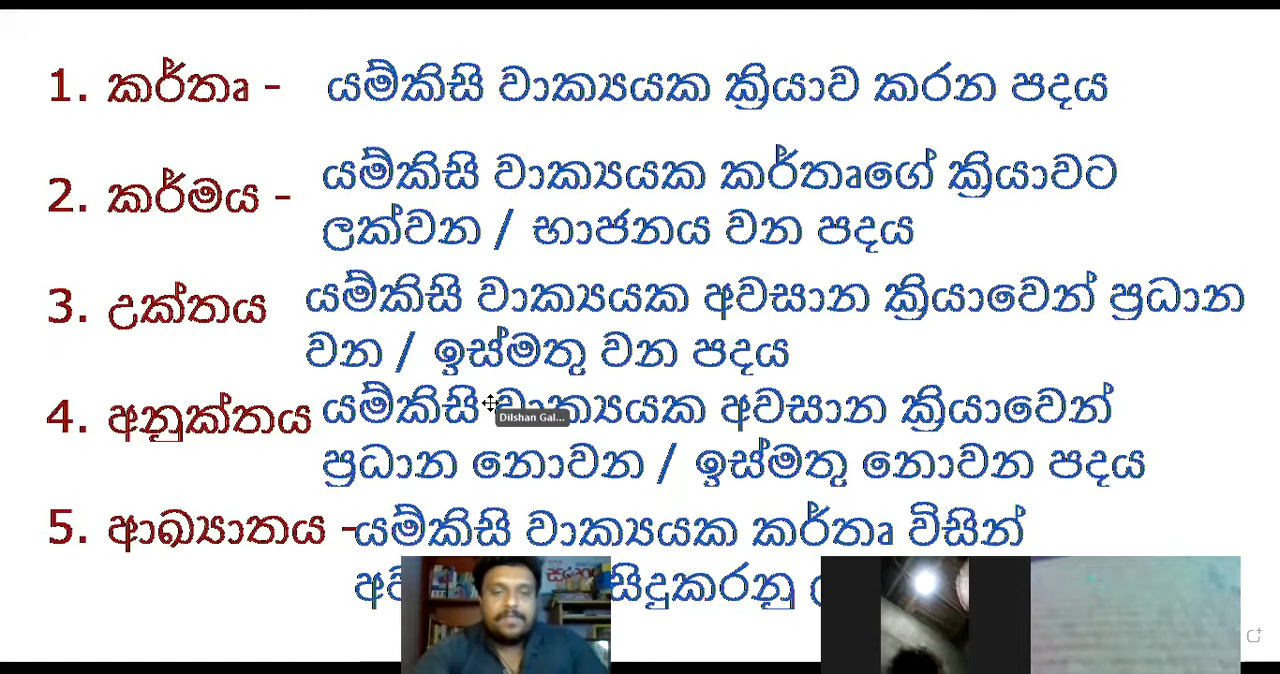 1. කර්තෘ - යම්කිසි වාක්‍යයක ක්‍රියාව කරන පදය
2. කර්මය - යම්කිසි වාක්‍යයක කර්තෘගේ ක්‍රියාවට
ලක්වන / භාජනය වන පදය
3. උක්තය යම්කිසි වාක්‍යයක අවසාන ක්‍රියාවෙන් ප්‍රධාන
වන / ඉස්මතු වන පදය
4. අනුක්තය යම්කිසි වාක්‍යයක අවසාන ක්‍රියාවෙන්
Dilshan Gal...
ප්‍රධාන නොවන / ඉස්මතු නොවන පදය
5. ආඛ්‍යාතය - යම්කිසි වාක්‍යයක කර්තෘ විසින්
සිදුකරනු